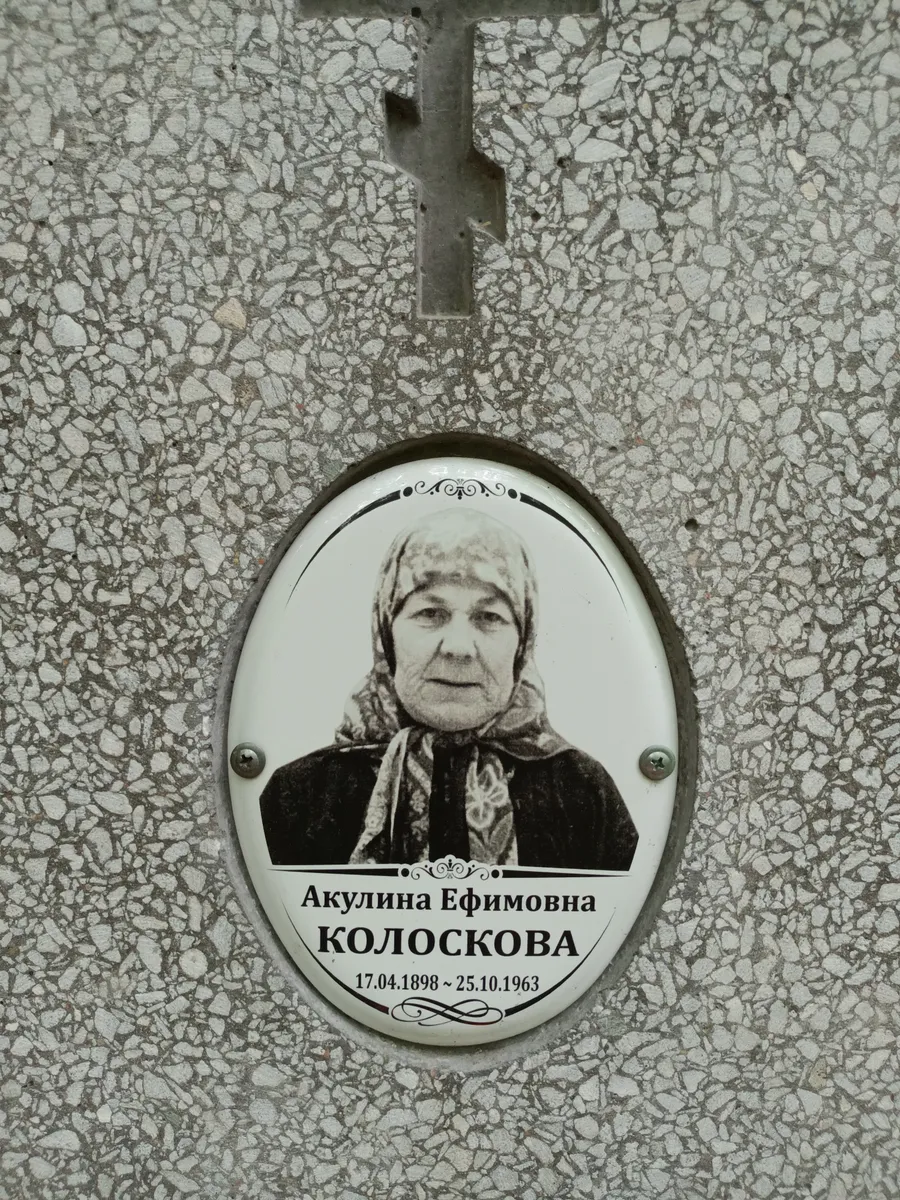 Акулина Ефимовна
КОЛОСКОВА
17.04.1898 ~ 25.10.1963